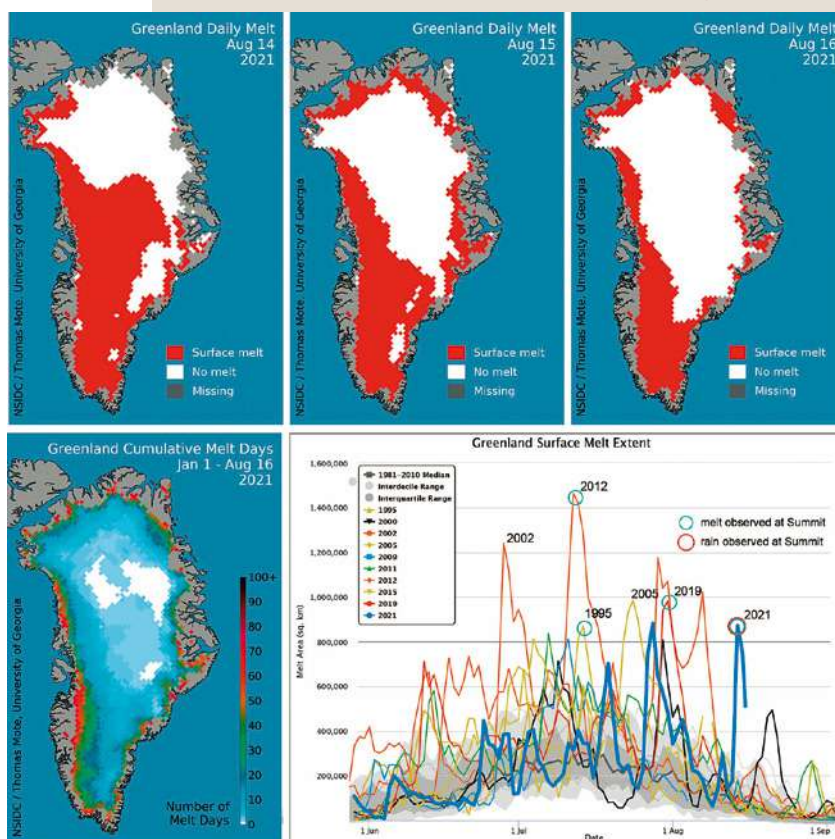 Greenland Daily Melt
Aug 14
2021
NSIDC / Thomas Mote, University of Georgia
Surface melt
No melt
Missing
Greenland Daily Melt
Aug 15
2021
NSIDC / Thomas Mote, University of Georgia
Surface melt
No melt
Missing
Greenland Daily Melt
Aug 16
2021
NSIDC / Thomas Mote, University of Georgia
Surface melt
No melt
Missing
Greenland Cumulative Melt Days
Jan 1 - Aug 16
2021
NSIDC / Thomas Mote, University of Georgia
100+
90
80
70
60
50
40
30
20
10
0
Number of
Melt Days
Greenland Surface Melt Extent
Melt Area (sq. km)
1,600,000
1,400,000
1,200,000
1,000,000
800,000
600,000
400,000
200,000
1981-2010 Median
Interdecile Range
Interquartile Range
1995
2000
2002
2005
2009
2011
2012
2015
2019
2021
2002
2012
1995
2005
2019
2021
melt observed at Summit
rain observed at Summit
1 Jun
1 Jul
1 Aug
1 Sep
Date